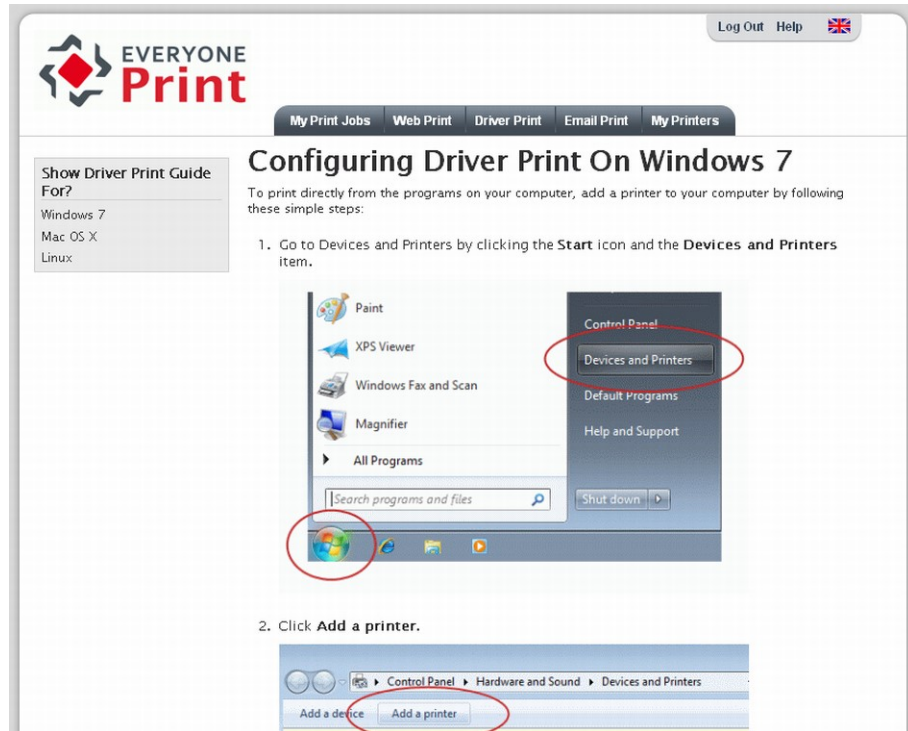 Log Out Help
EVERYONE
Print
My Print Jobs Web Print Driver Print Email Print My Printers
Show Driver Print Guide
For?
Windows 7
Mac OS X
Linux
Configuring Driver Print On Windows 7
To print directly from the programs on your computer, add a printer to your computer by following
these simple steps:
1. Go to Devices and Printers by clicking the Start icon and the Devices and Printers
item.
Paint
XPS Viewer
Windows Fax and Scan
Magnifier
All Programs
Search programs and files
Control Panel
Devices and Printers
Default Programs
Help and Support
Shut down
2. Click Add a printer.
Control Panel Hardware and Sound Devices and Printers
Add a device Add a printer